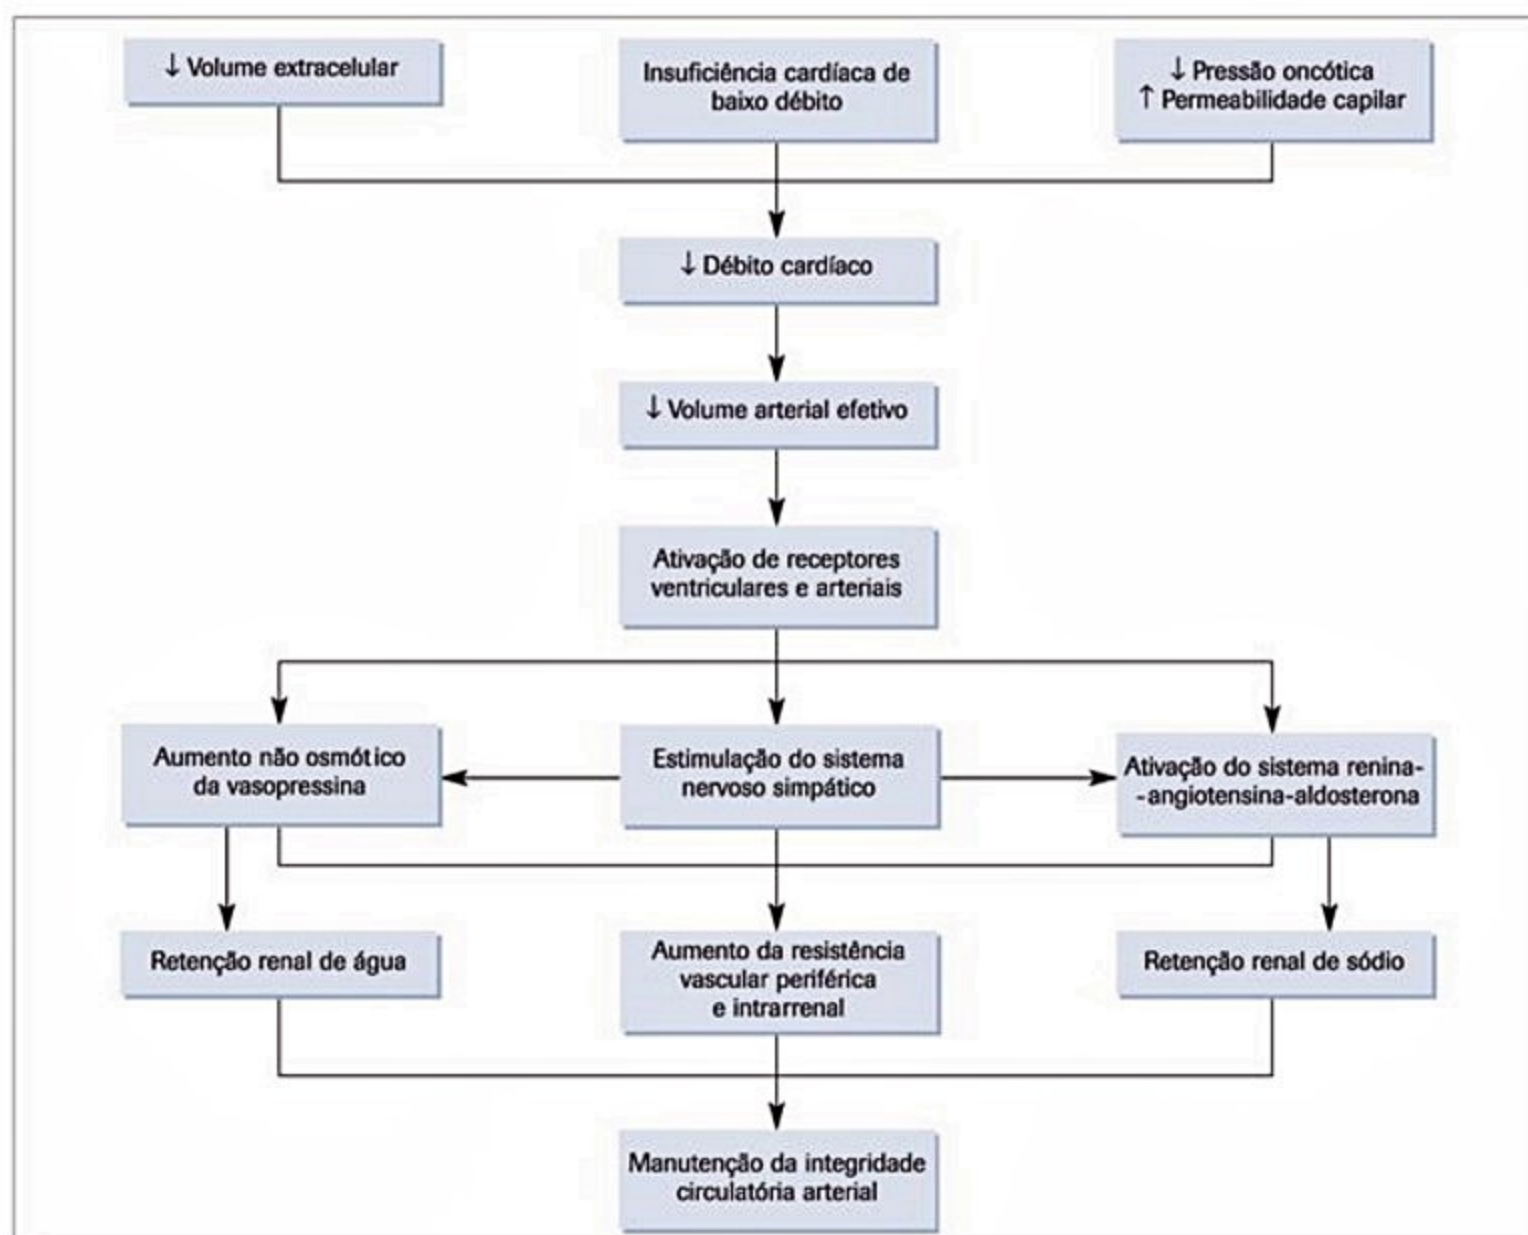 ↓ Volume extracelular
Insuficiência cardíaca de
baixo débito
↓ Pressão oncótica
↑ Permeabilidade capilar
↓ Débito cardíaco
↓ Volume arterial efetivo
Ativação de receptores
ventriculares e arteriais
Aumento não osmótico
da vasopressina
Estimulação do sistema
nervoso simpático
Ativação do sistema renina-
-angiotensina-aldosterona
Retenção renal de água
Aumento da resistência
vascular periférica
e intrarrenal
Retenção renal de sódio
Manutenção da integridade
circulatória arterial